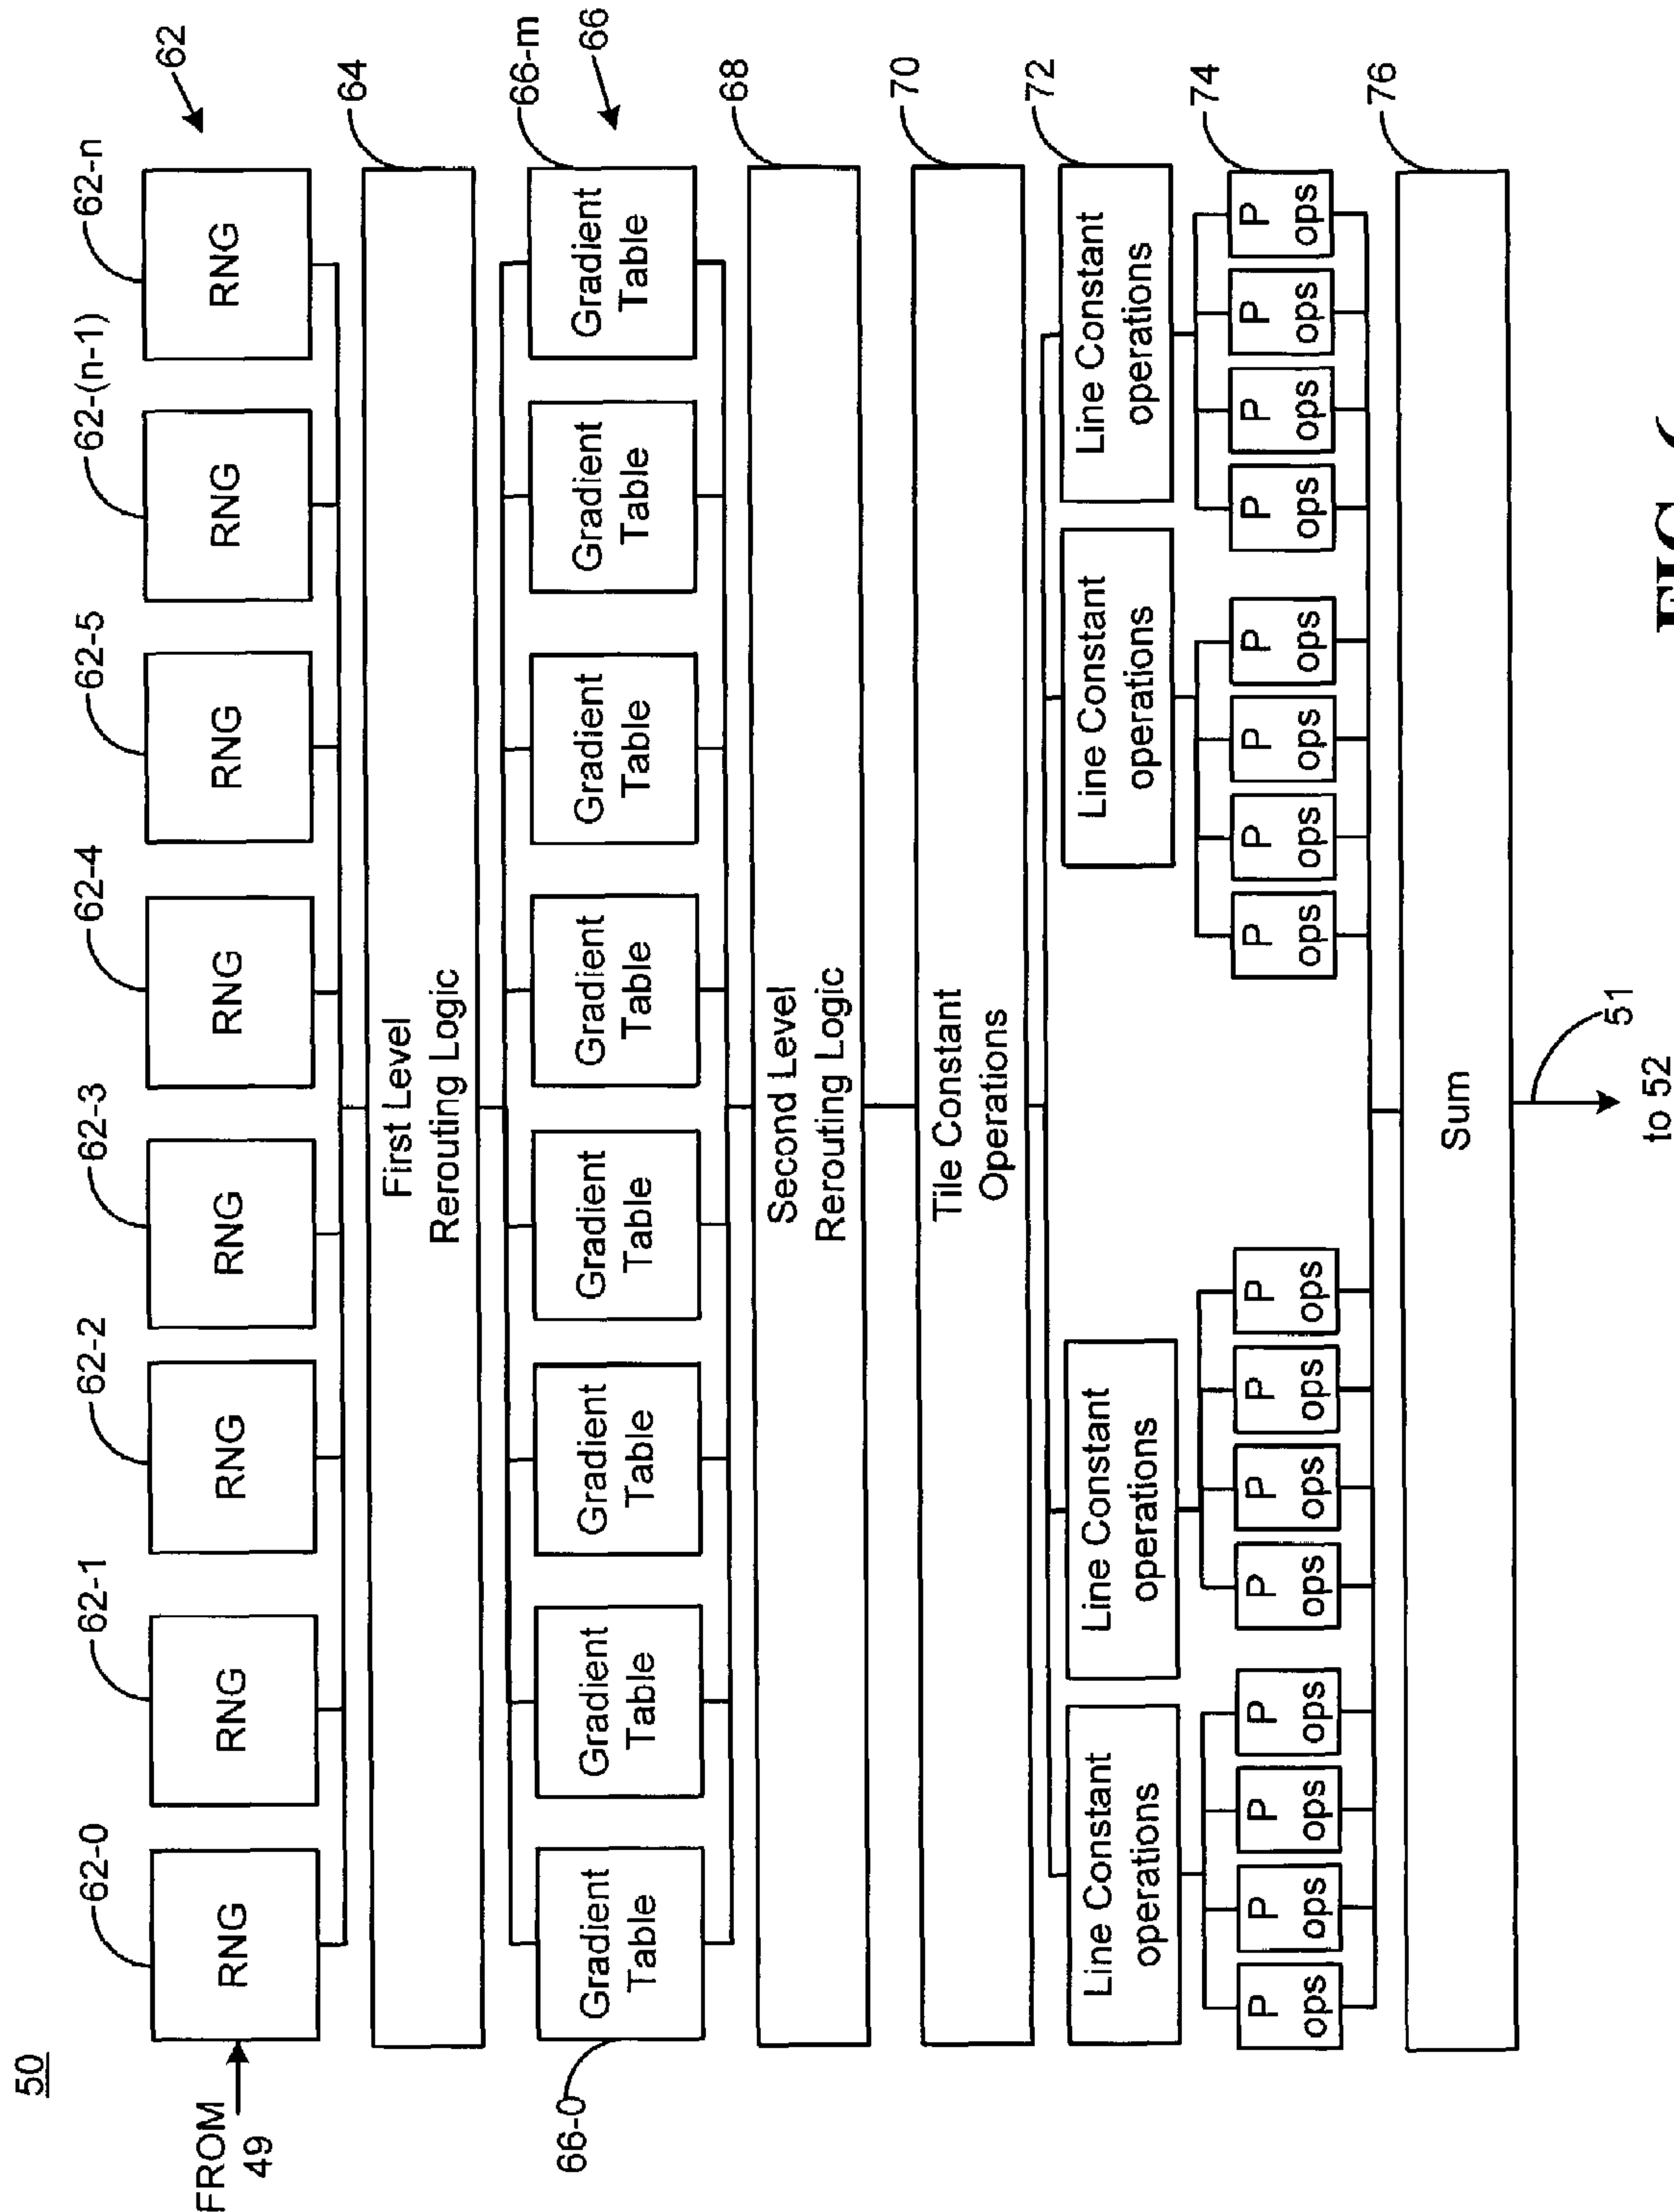 50
FROM
49
62-0
62-1
62-2
62-3
62-4
62-5
62-(n-1)
62-n
62
RNG
RNG
RNG
RNG
RNG
RNG
RNG
RNG
First Level
Rerouting Logic
64
66-0
66-m
66
Gradient
Table
Gradient
Table
Gradient
Table
Gradient
Table
Gradient
Table
Gradient
Table
Gradient
Table
Gradient
Table
Second Level
Rerouting Logic
68
Tile Constant
Operations
70
Line Constant
operations
Line Constant
operations
Line Constant
operations
Line Constant
operations
72
P
ops
P
ops
P
ops
P
ops
P
ops
P
ops
P
ops
P
ops
P
ops
P
ops
P
ops
P
ops
P
ops
P
ops
P
ops
P
ops
74
Sum
76
51
to 52